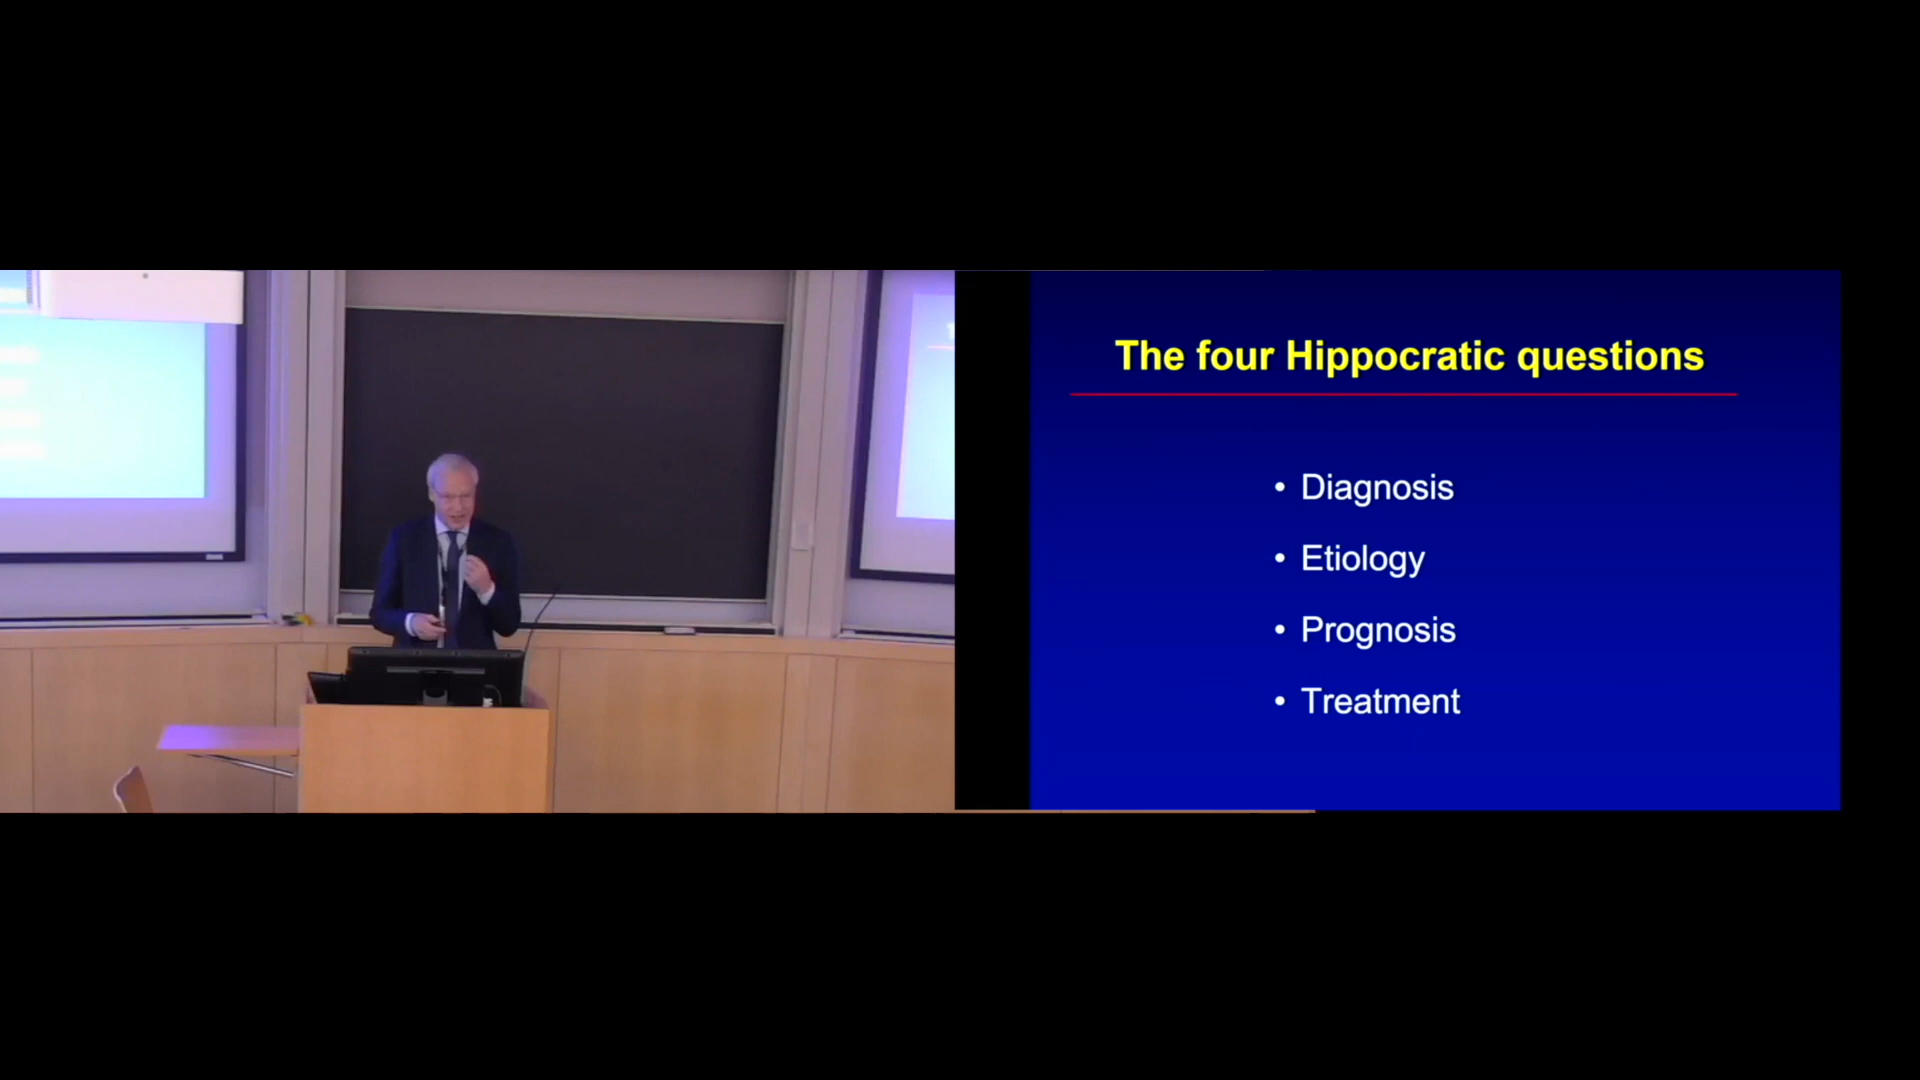 The four Hippocratic questions
• Diagnosis
• Etiology
• Prognosis
• Treatment